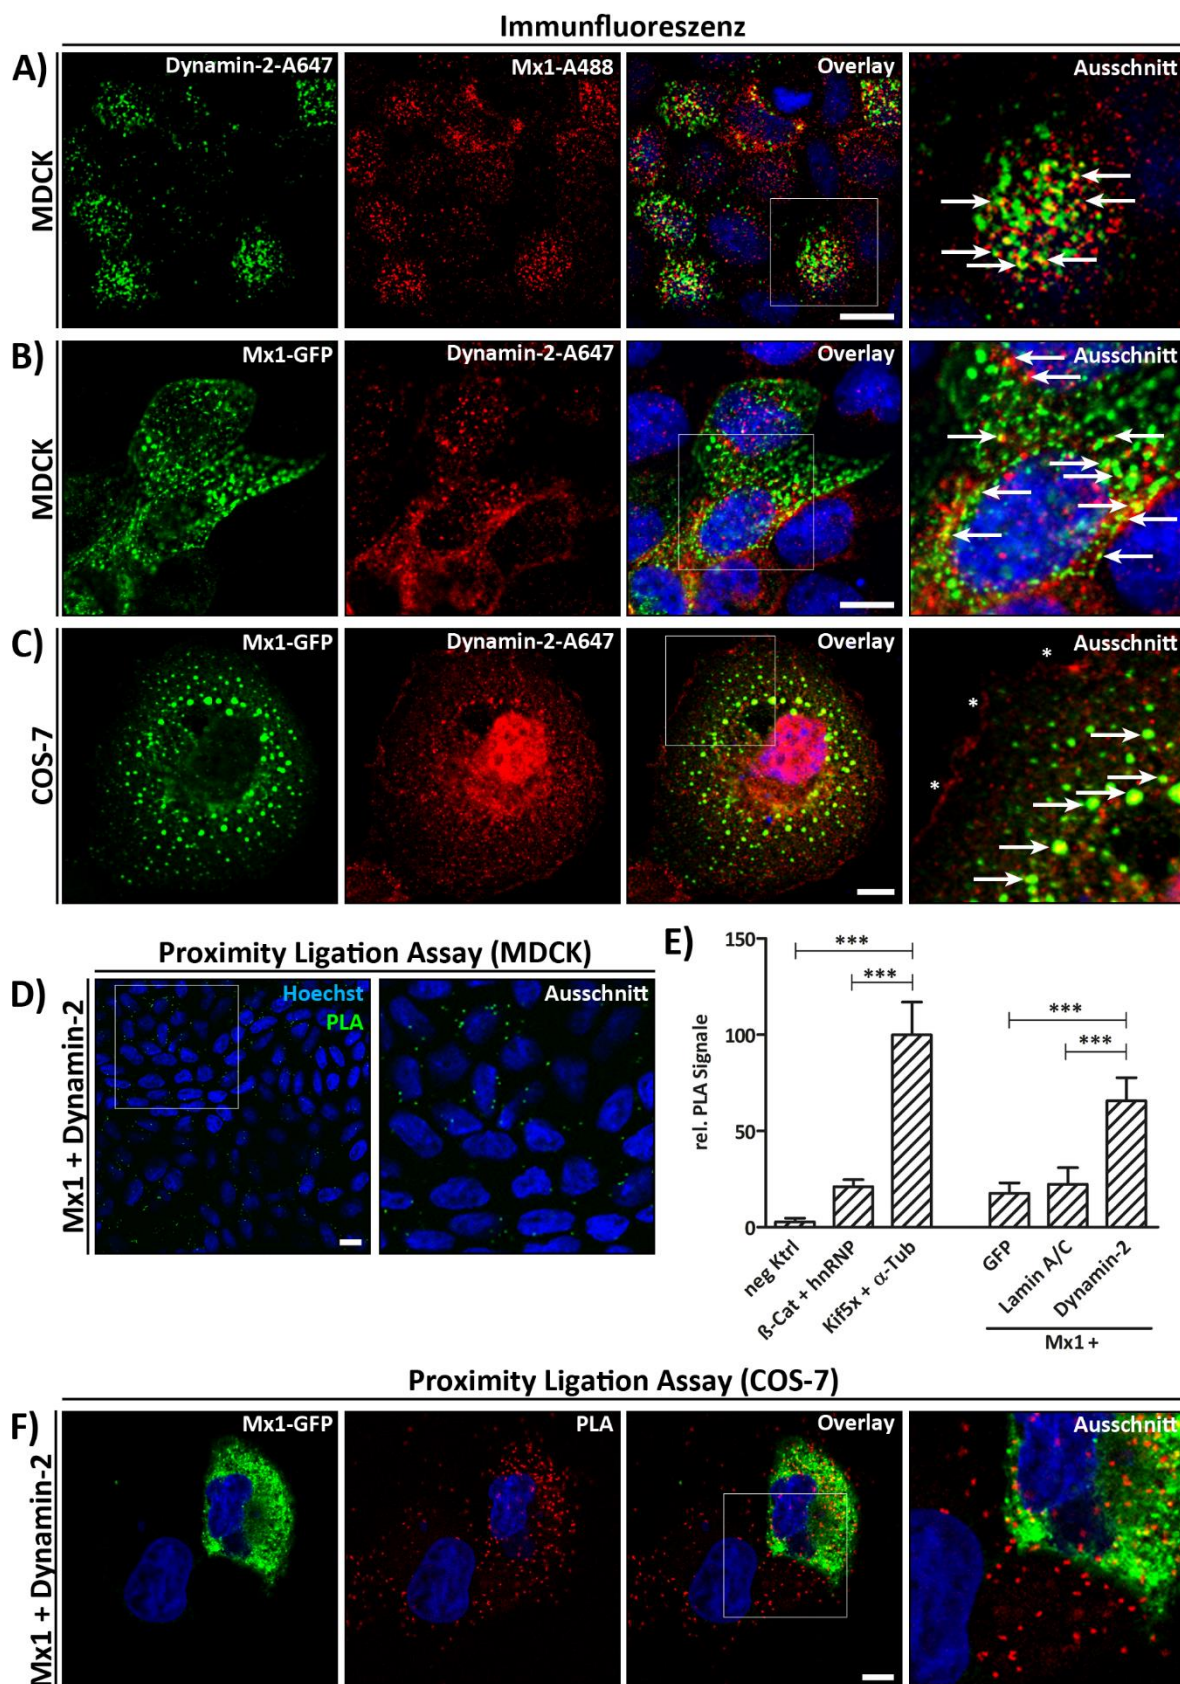 Immunfluoreszenz
A)
MDCK
Dynamin-2-A647
Mx1-A488
Overlay
Ausschnitt
B)
MDCK
Mx1-GFP
Dynamin-2-A647
Overlay
Ausschnitt
C)
COS-7
Mx1-GFP
Dynamin-2-A647
Overlay
Ausschnitt
*
*
*
Proximity Ligation Assay (MDCK)
D)
Mx1 + Dynamin-2
Hoechst
PLA
Ausschnitt
E)
rel. PLA Signale
150
100
50
0
***
***
***
***
neg Ktrl
ß-Cat + hnRNP
Kif5x + α-Tub
GFP
Lamin A/C
Dynamin-2
Mx1 +
Proximity Ligation Assay (COS-7)
F)
Mx1 + Dynamin-2
Mx1-GFP
PLA
Overlay
Ausschnitt